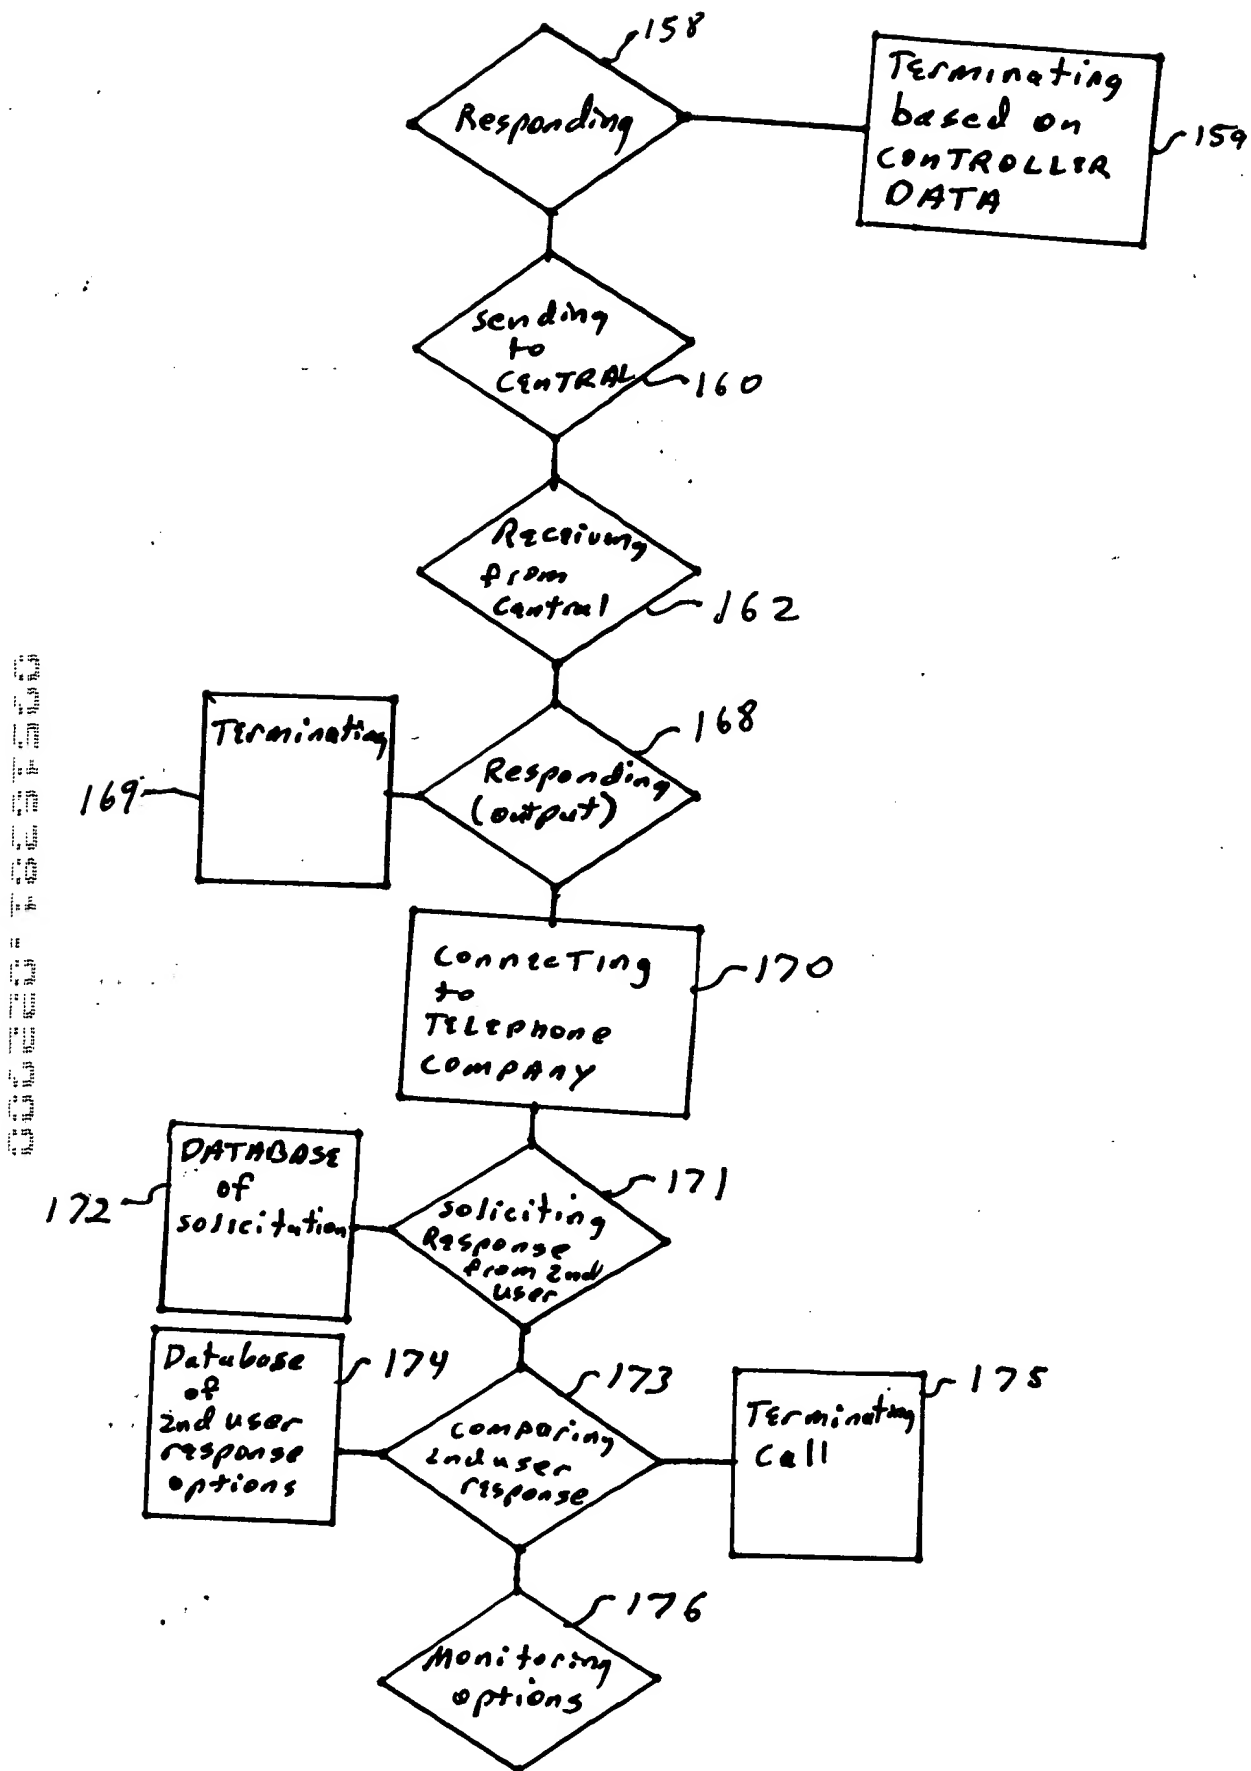 158
Responding
Terminating
based on
CONTROLLER
DATA
159
sending
to
CENTRAL
160
Receiving
from
Central
162
Terminating
169
168
Responding
(output)
Connecting
to
TELEPHONE
COMPANY
170
DATABASE
of
solicitation
172
171
soliciting
Response
from 2nd
user
Database
of
2nd user
response
options
174
173
comparing
2nd user
response
175
Terminating
Call
176
Monitoring
options